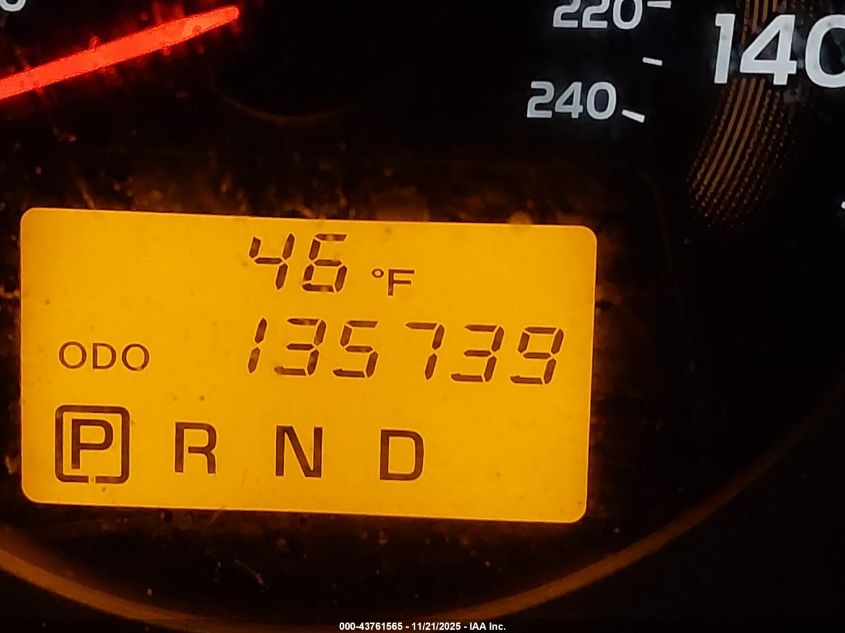 220
140
240
46 °F
ODO 135739
P R N D
000-43761565 - 11/21/2025 - IAA Inc.